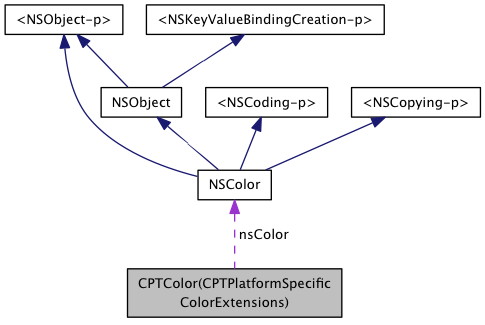 <NSObject-p>
<NSKeyValueBindingCreation-p>
NSObject
<NSCoding-p>
<NSCopying-p>
NSColor
nsColor
CPTColor(CPTPlatformSpecific
ColorExtensions)